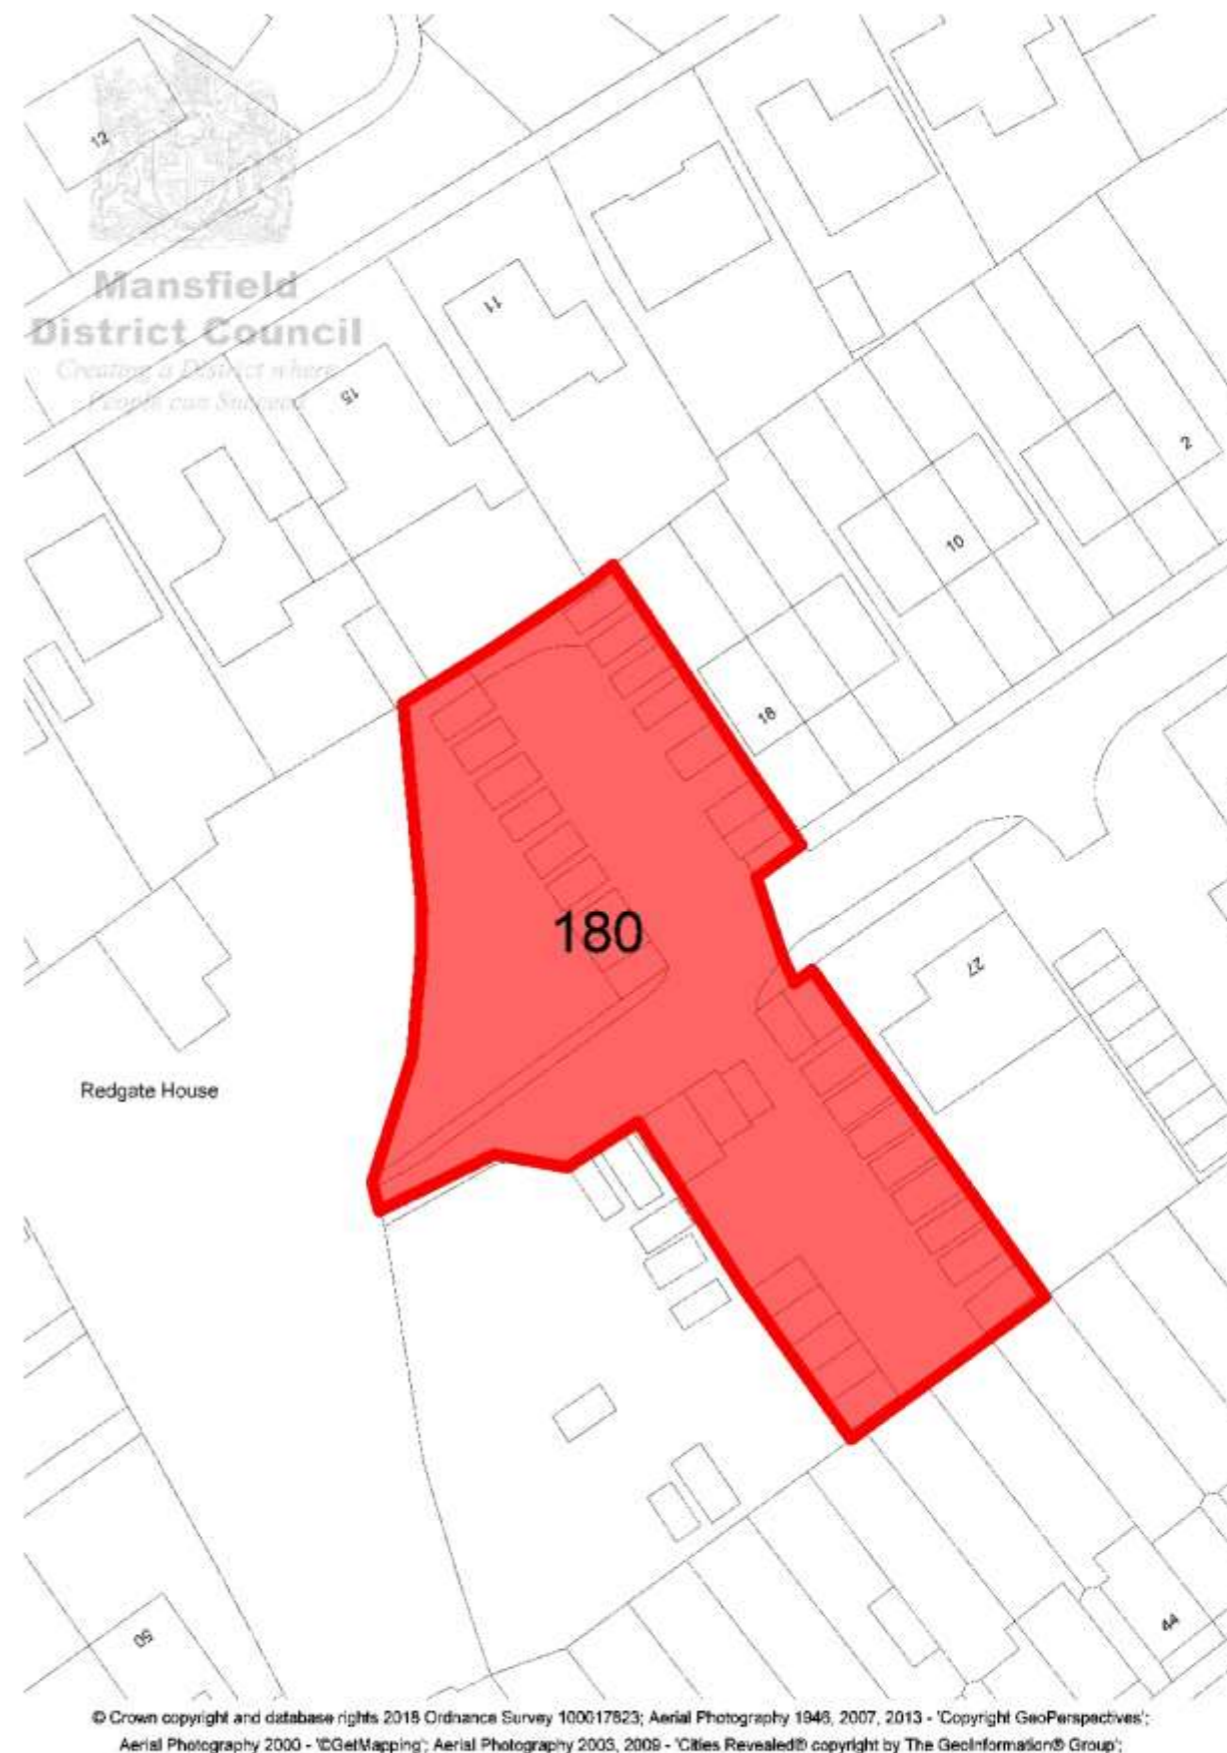 12
Mansfield
District Council
Creating a District where
People can Succeed
11
15
2
10
18
180
27
Redgate House
50
44
© Crown copyright and database rights 2018 Ordnance Survey 100017823; Aerial Photography 1946, 2007, 2013 - 'Copyright GeoPerspectives';
Aerial Photography 2000 - '©GetMapping'; Aerial Photography 2003, 2009 - 'Cities Revealed® copyright by The GeoInformation® Group';